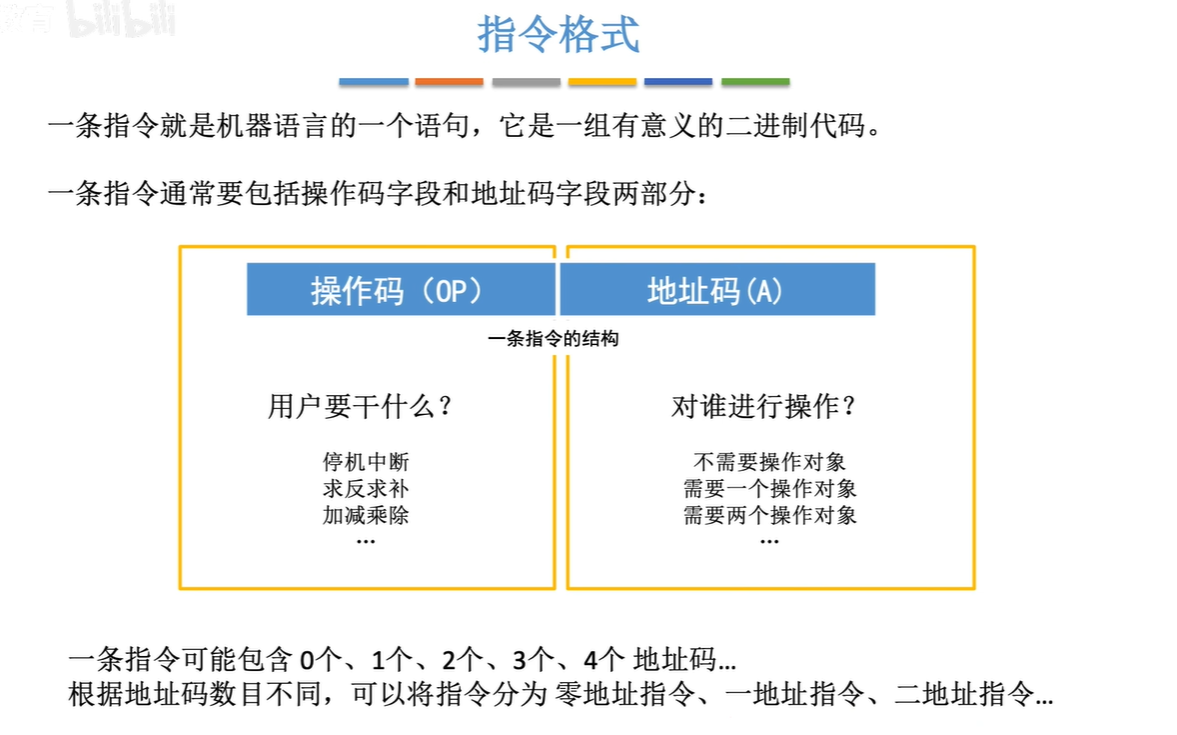 教育 bilibili
指令格式
一条指令就是机器语言的一个语句，它是一组有意义的二进制代码。
一条指令通常要包括操作码字段和地址码字段两部分：
操作码（OP） 地址码(A)
一条指令的结构
用户要干什么？
停机中断
求反求补
加减乘除
…
对谁进行操作？
不需要操作对象
需要一个操作对象
需要两个操作对象
…
一条指令可能包含 0个、1个、2个、3个、4个 地址码…
根据地址码数目不同，可以将指令分为 零地址指令、一地址指令、二地址指令…